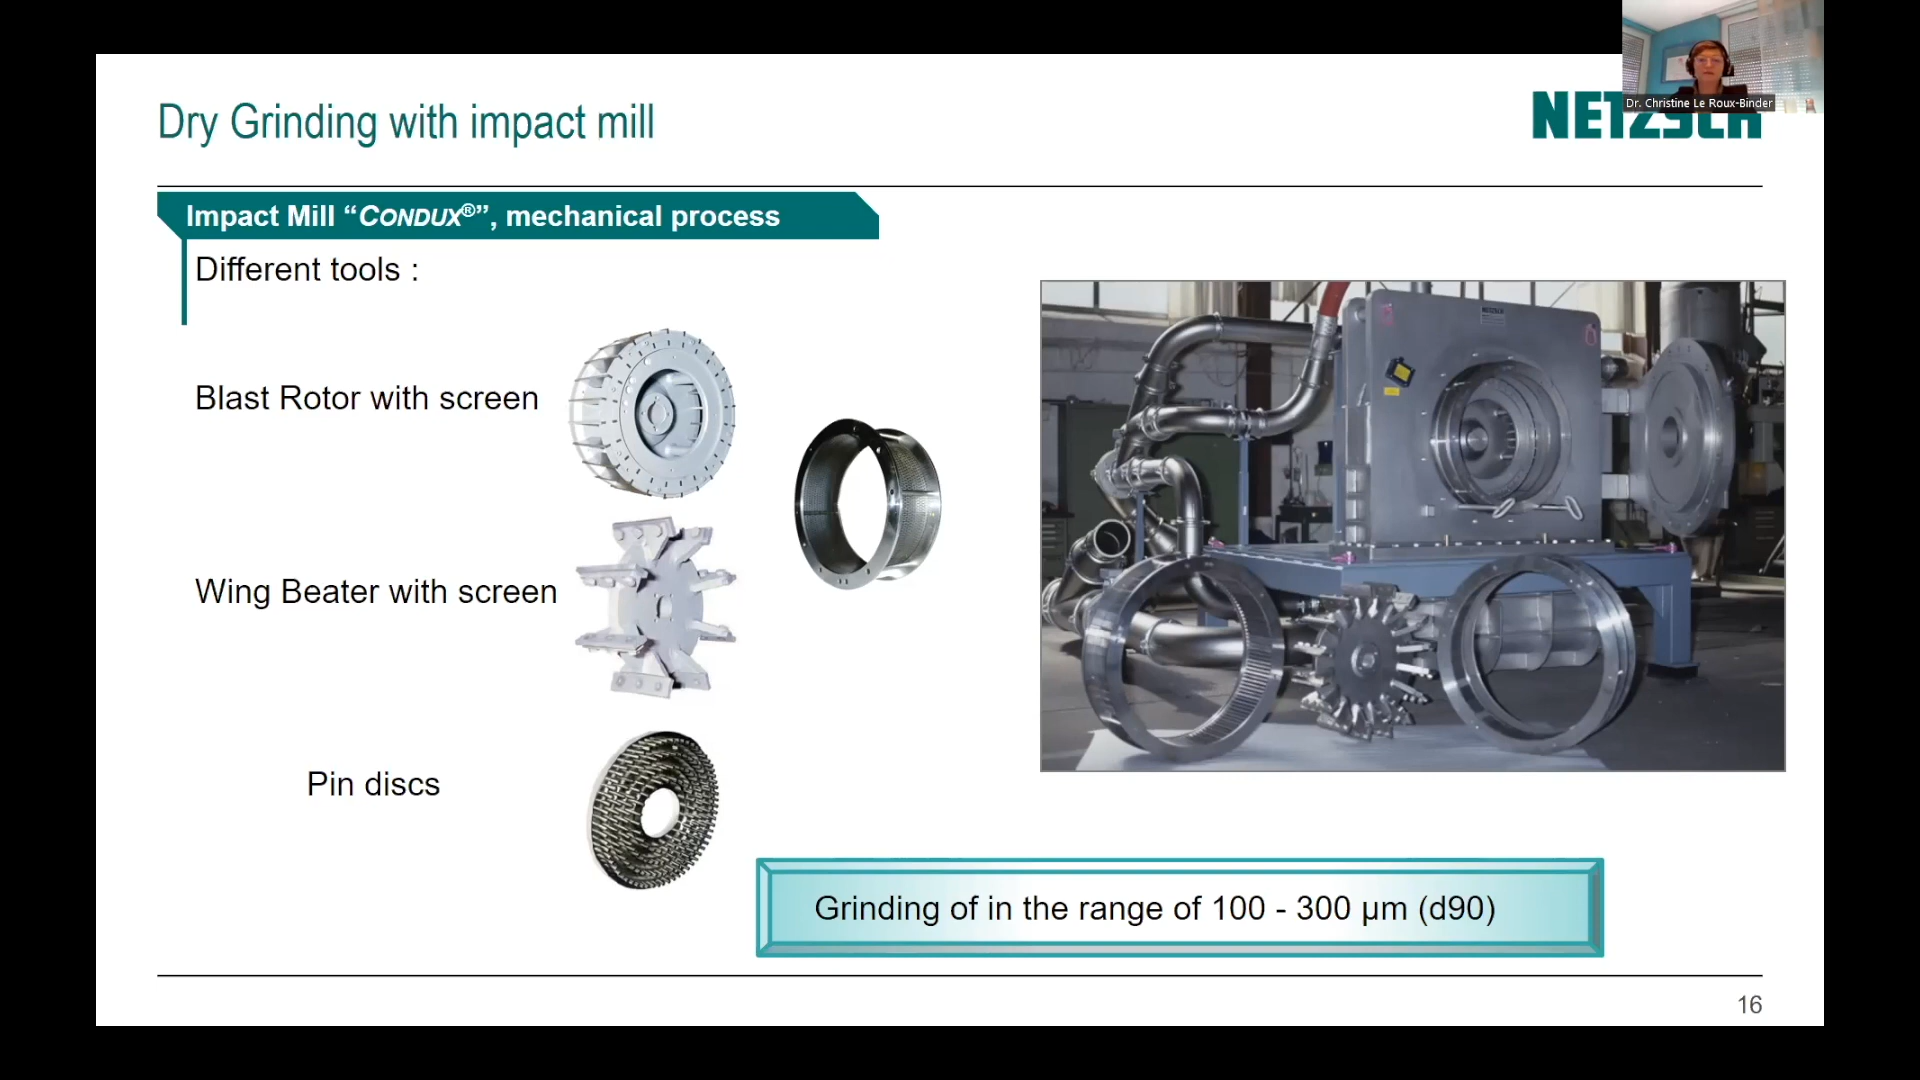 Dry Grinding with impact mill
NETZSCH
Dr. Christine Le Roux-Binder
Impact Mill “CONDUX®”, mechanical process
Different tools :
Blast Rotor with screen
Wing Beater with screen
Pin discs
NETZSCH
Grinding of in the range of 100 - 300 µm (d90)
16